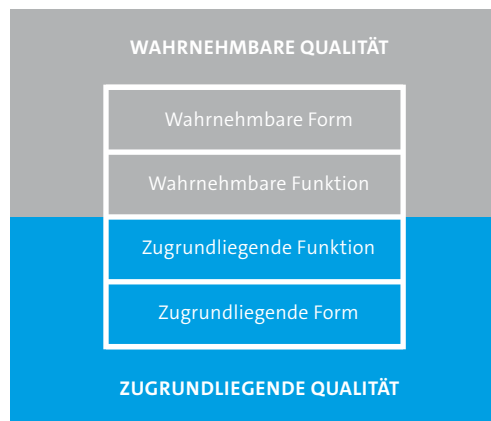 WAHRNEHMBARE QUALITÄT
Wahrnehmbare Form
Wahrnehmbare Funktion
Zugrundliegende Funktion
Zugrundliegende Form
ZUGRUNDLIEGENDE QUALITÄT